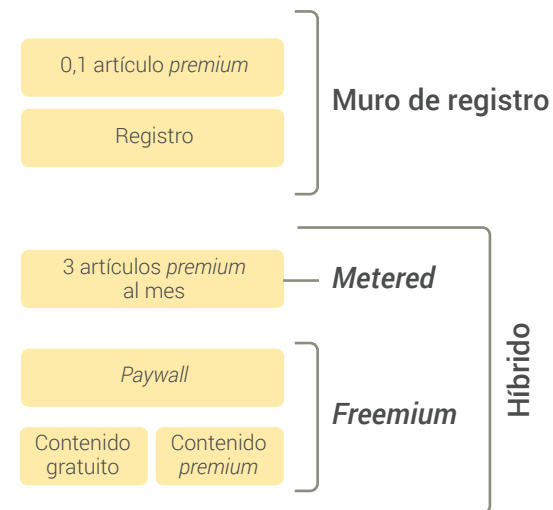 0,1 artículo premium
Registro
Muro de registro
3 artículos premium
al mes
Metered
Paywall
Contenido
gratuito
Contenido
premium
Freemium
Híbrido